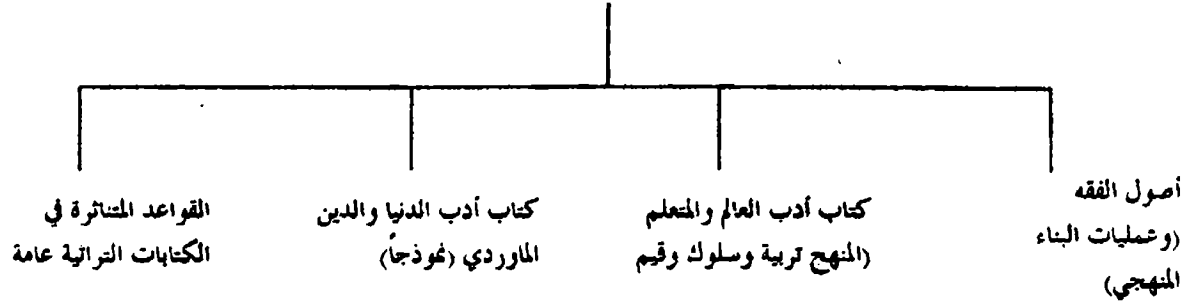 أصول الفقه
(وعمليات البناء
المنهجي)
كتاب أدب العالم والمتعلم
(المنهج تربية وسلوك وقيم
كتاب أدب الدنيا والدين
الماوردي (نموذجاً)
القواعد المتناثرة في
الكتابات التراثية عامة